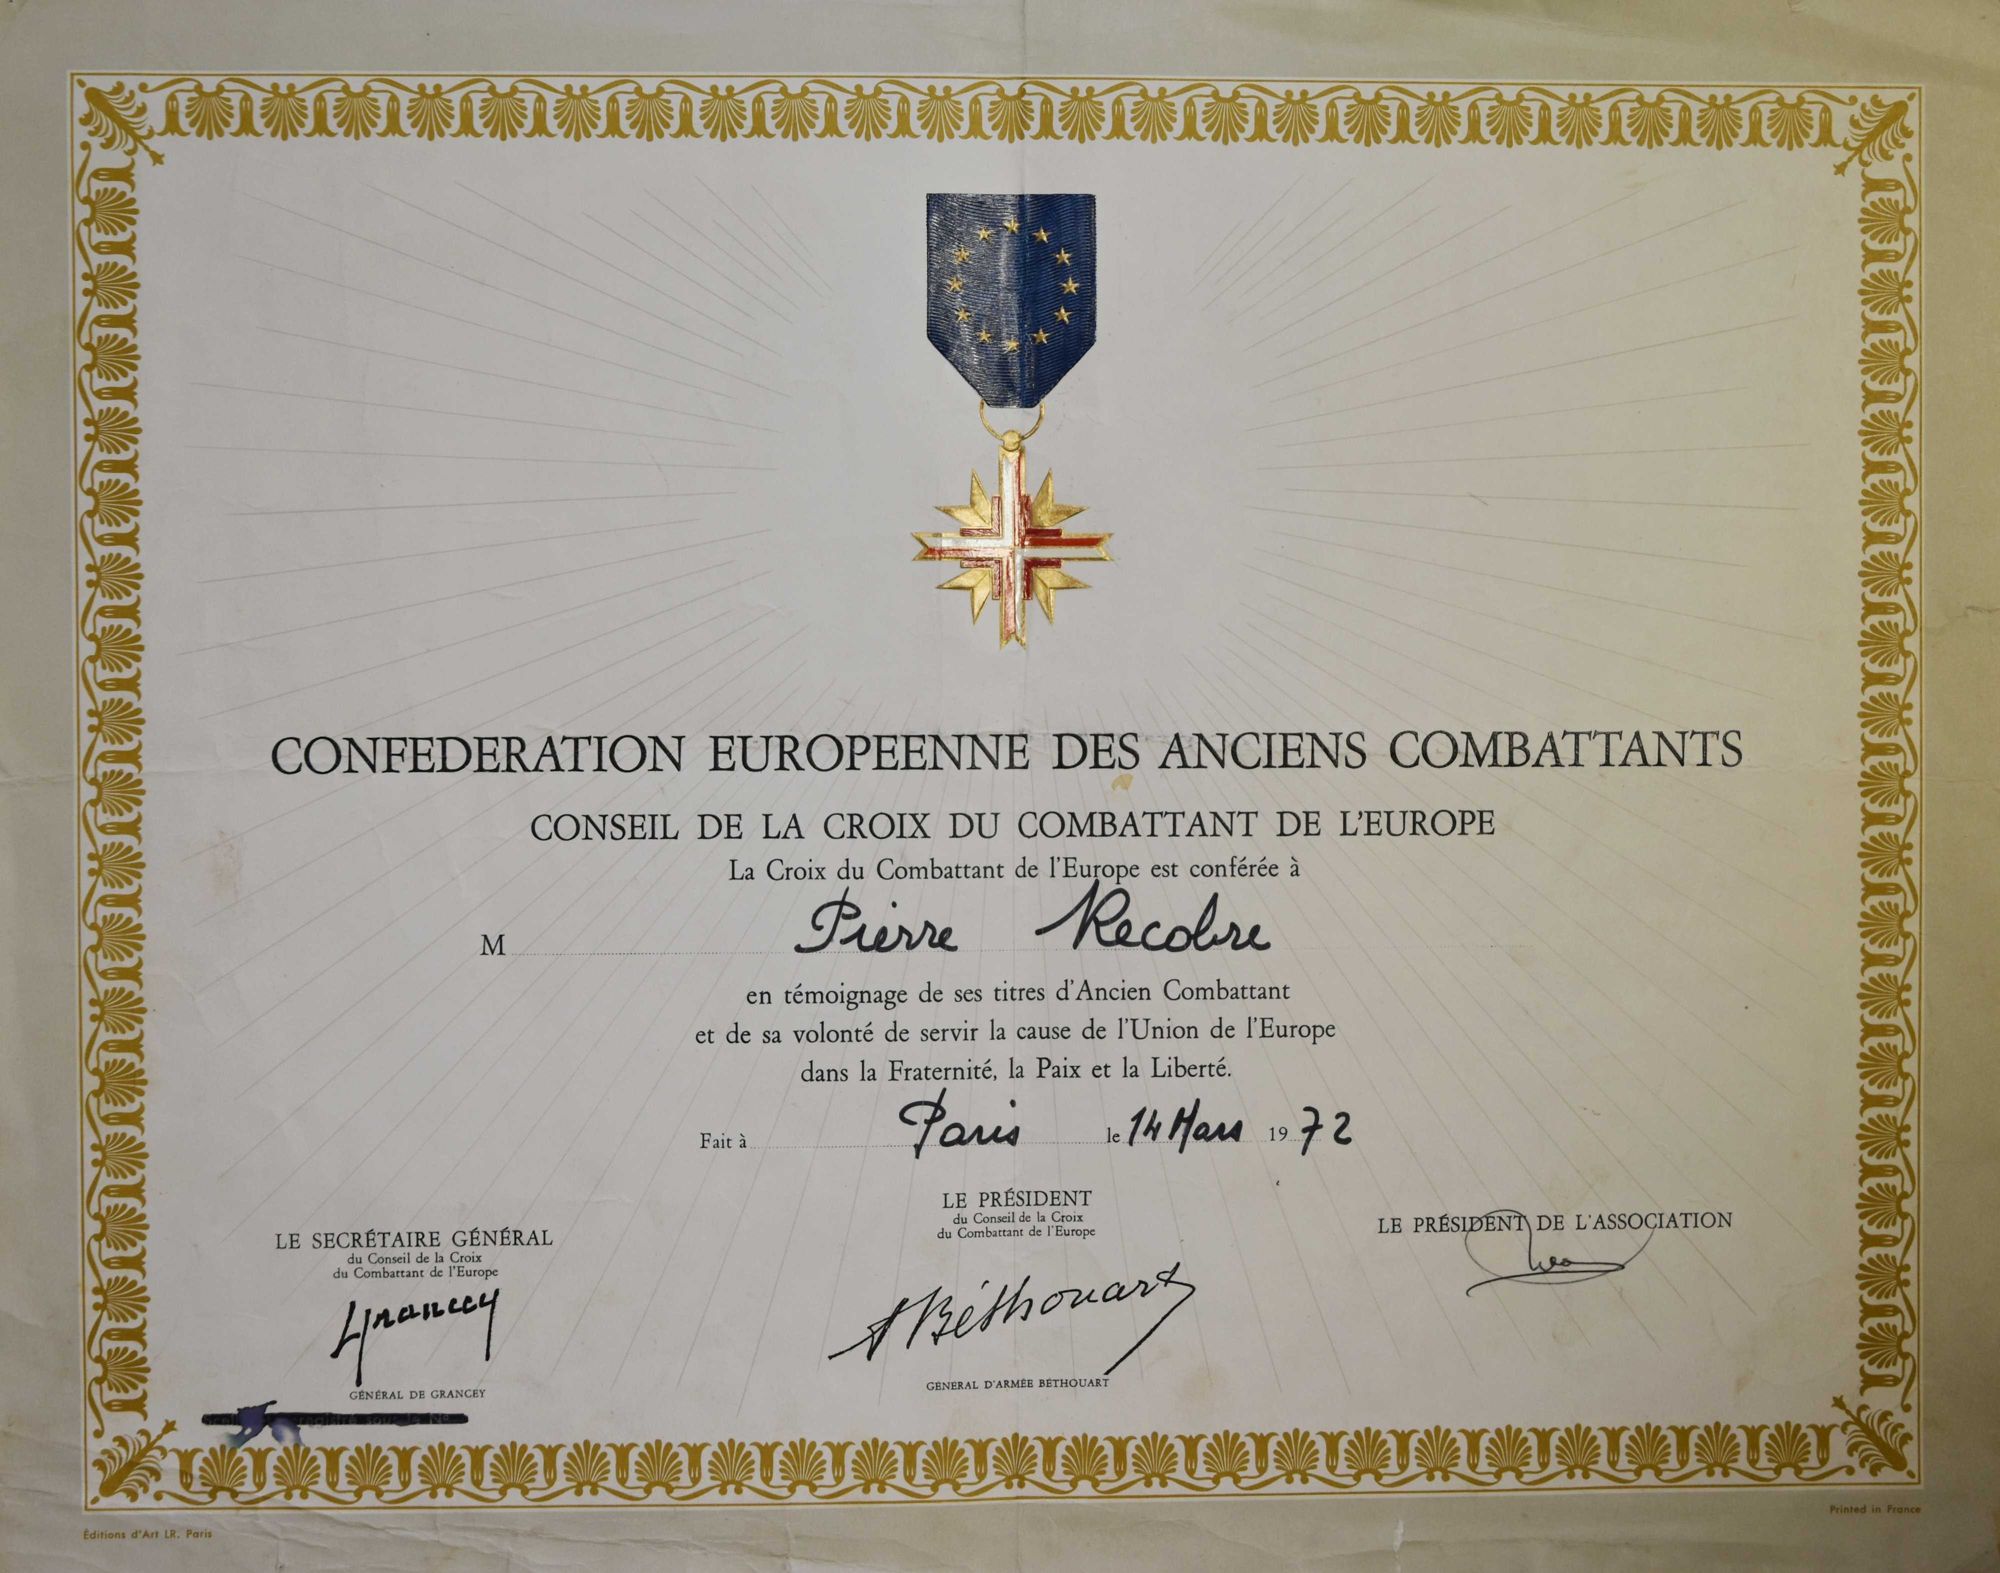 CONFEDERATION EUROPEENNE DES ANCIENS COMBATTANTS
CONSEIL DE LA CROIX DU COMBATTANT DE L'EUROPE
La Croix du Combattant de l'Europe est conférée à
M Pierre Recobre
en témoignage de ses titres d'Ancien Combattant
et de sa volonté de servir la cause de l'Union de l'Europe
dans la Fraternité, la Paix et la Liberté.
Fait à Paris le 14 Mars 1972
LE SECRÉTAIRE GÉNÉRAL
du Conseil de la Croix
du Combattant de l'Europe
Grancey
GÉNÉRAL DE GRANCEY
LE PRÉSIDENT
du Conseil de la Croix
du Combattant de l'Europe
Béthouart
GÉNÉRAL D'ARMÉE BÉTHOUART
LE PRÉSIDENT DE L'ASSOCIATION
sous le Nº
Éditions d'Art LR. Paris
Printed in France